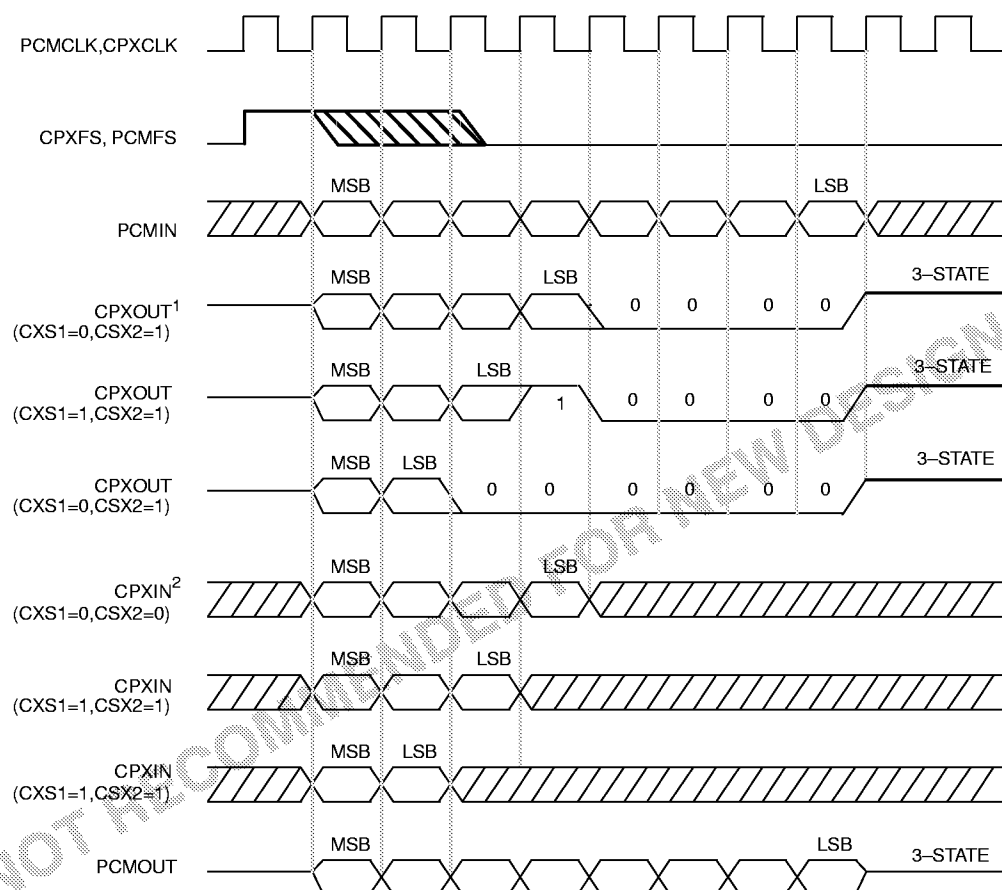 PCMCLK,CPXCLK
CPXFS, PCMFS
MSB LSB
PCMIN
MSB LSB 3–STATE
CPXOUT1 0 0 0 0
(CXS1=0,CSX2=1)
MSB LSB 3–STATE
CPXOUT 1 0 0 0 0
(CXS1=1,CSX2=1)
MSB LSB 3–STATE
CPXOUT 0 0 0 0 0 0
(CXS1=0,CSX2=1)
MSB LSB
CPXIN2
(CXS1=0,CSX2=0)
MSB LSB
CPXIN
(CXS1=1,CSX2=1)
MSB LSB
CPXIN
(CXS1=1,CSX2=1)
MSB LSB
PCMOUT 3–STATE
NOT RECOMMENDED FOR NEW DESIGN